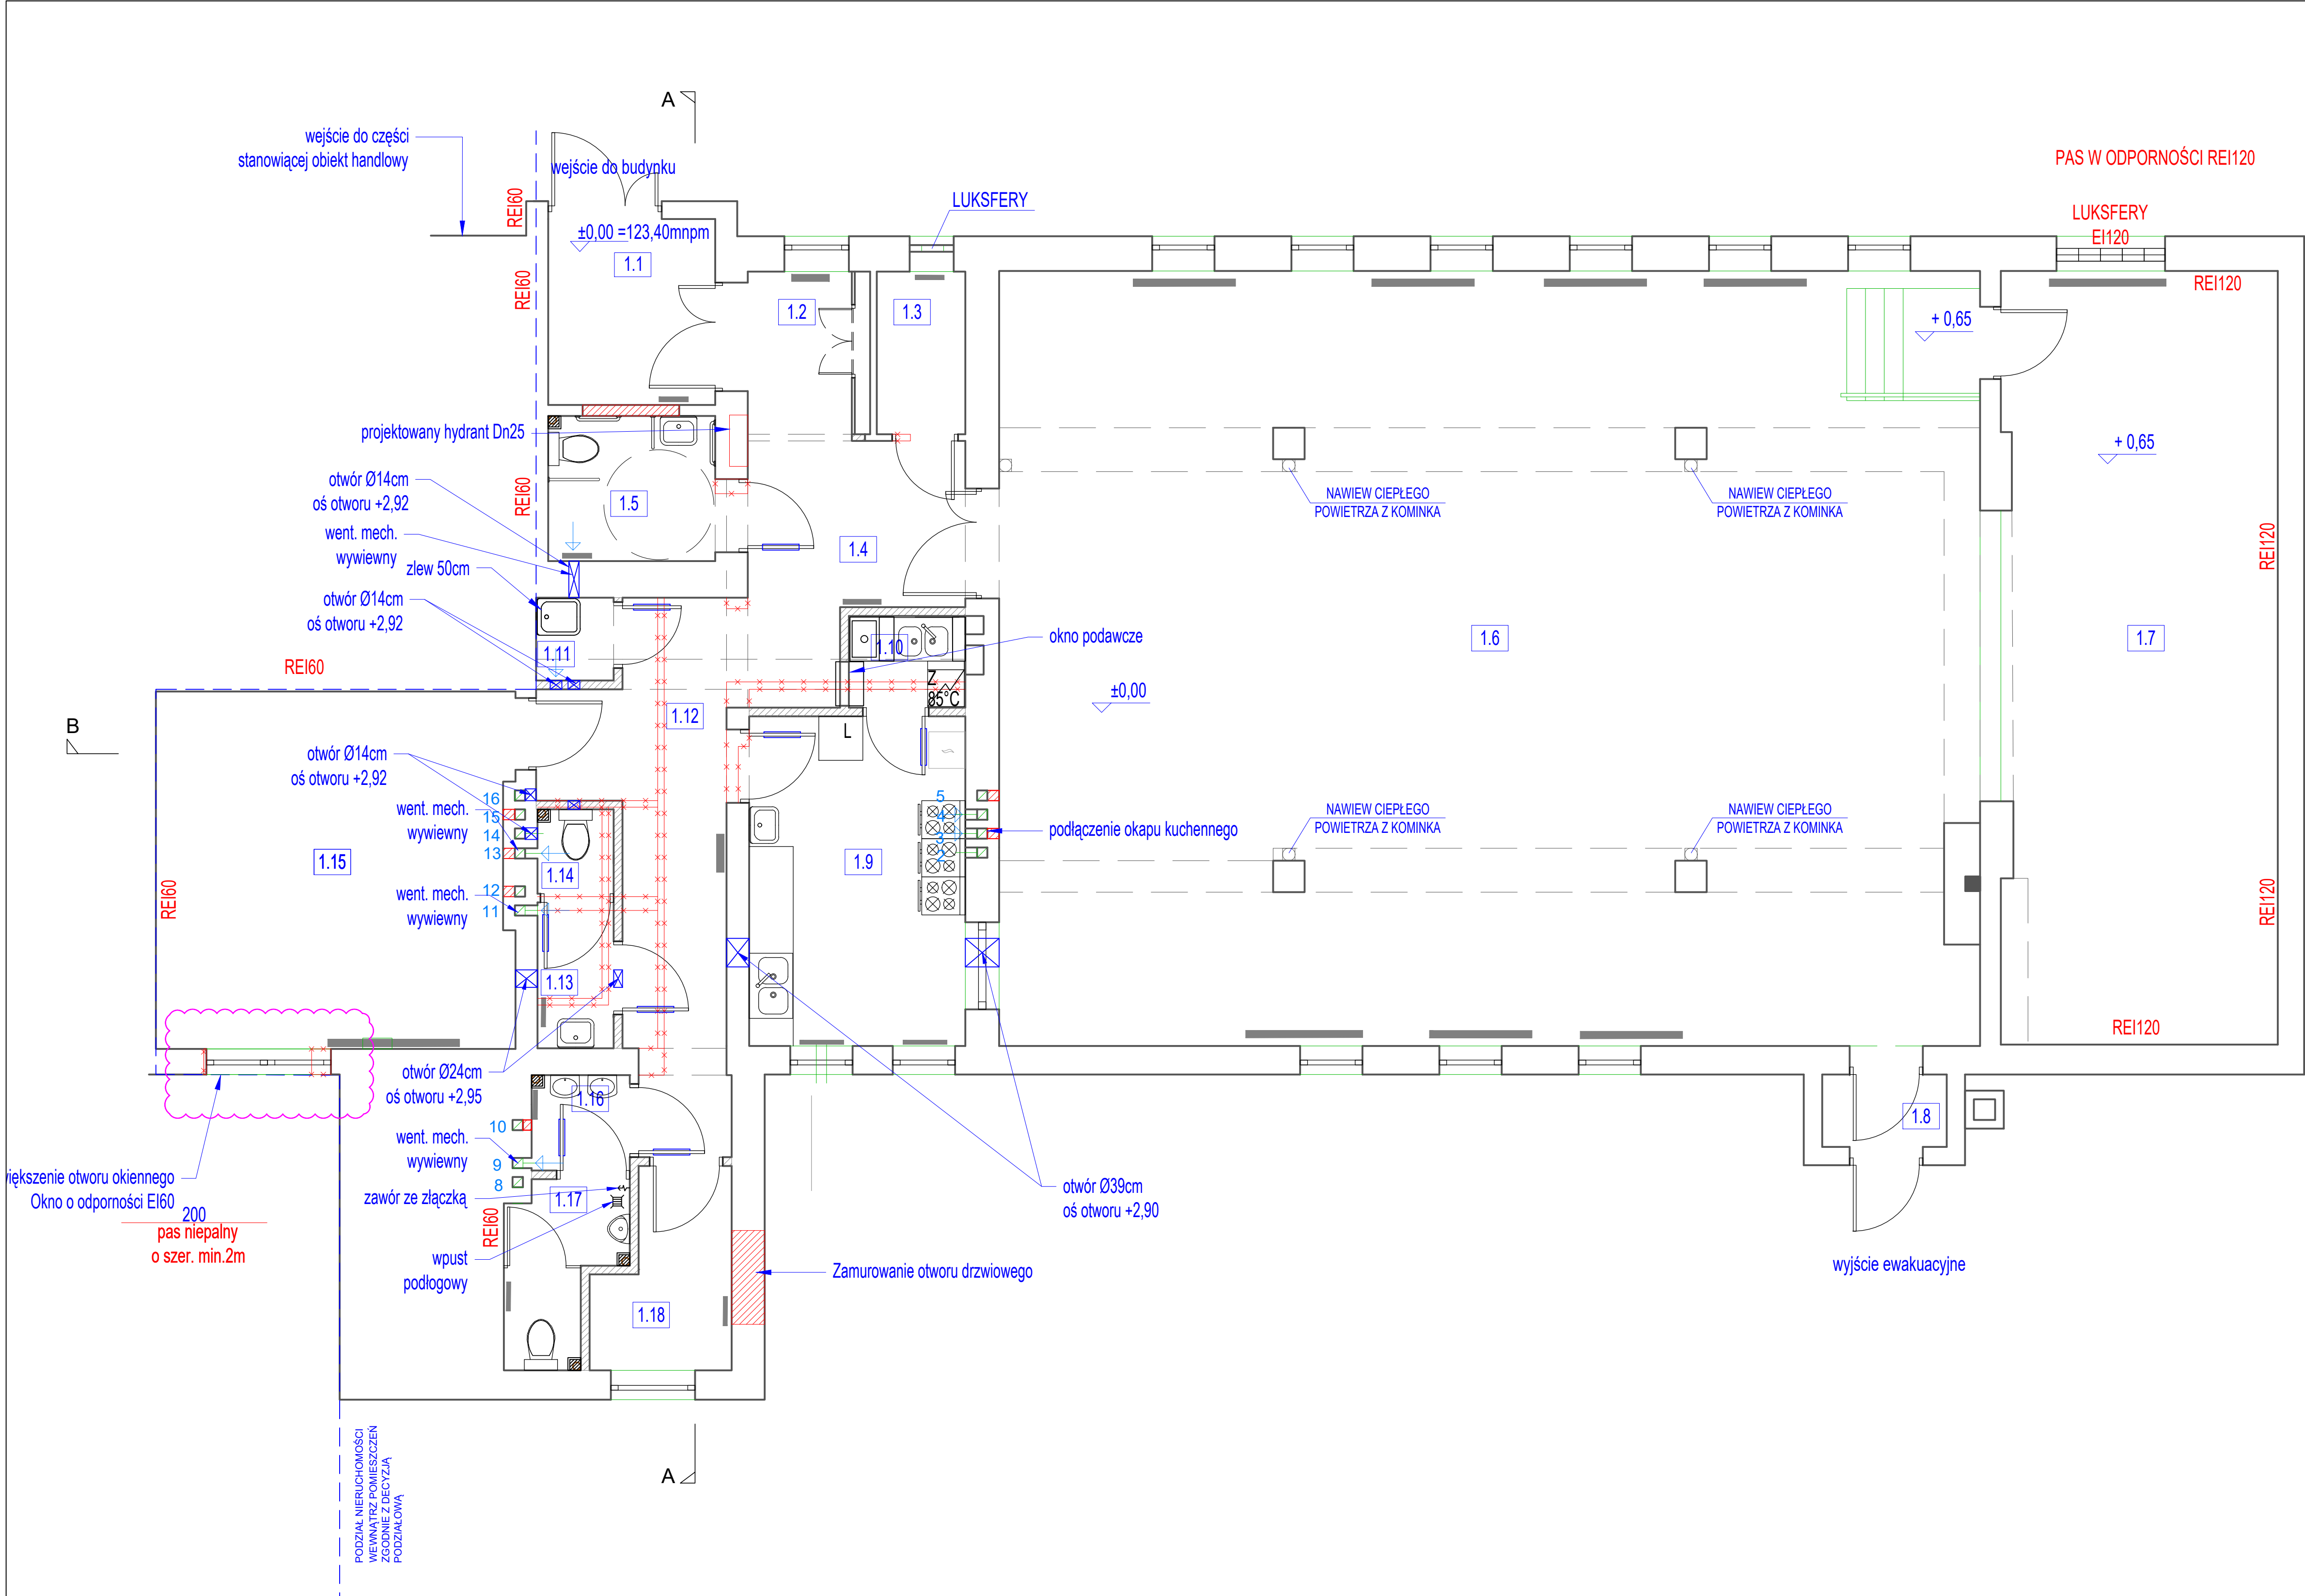 A
wejście do części
stanowiącej obiekt handlowy
wejście do budynku
PAS W ODPORNOŚCI REI120
REI60
LUKSFERY
LUKSFERY
EI120
±0,00 =123,40mnpm
1.1
REI60
REI120
1.2
1.3
+ 0,65
projektowany hydrant Dn25
+ 0,65
otwór Ø14cm
oś otworu +2,92
REI60
1.5
NAWIEW CIEPŁEGO
POWIETRZA Z KOMINKA
NAWIEW CIEPŁEGO
POWIETRZA Z KOMINKA
went. mech.
wywiewny
1.4
REI120
zlew 50cm
otwór Ø14cm
oś otworu +2,92
okno podawcze
1.6
1.7
1.10
1.11
REI60
Z
85°C
±0,00
1.12
B
L
otwór Ø14cm
oś otworu +2,92
16
went. mech.
15
wywiewny
14
13
5
4
3
2
podłączenie okapu kuchennego
NAWIEW CIEPŁEGO
POWIETRZA Z KOMINKA
NAWIEW CIEPŁEGO
POWIETRZA Z KOMINKA
1.15
1.9
1.14
REI60
12
went. mech.
wywiewny
11
REI120
1.13
REI120
otwór Ø24cm
oś otworu +2,95
1.16
1.8
10
went. mech.
wywiewny
9
8
większenie otworu okiennego
Okno o odporności EI60
200
pas niepalny
o szer. min.2m
zawór ze złączką
1.17
REI60
otwór Ø39cm
oś otworu +2,90
wpust
podłogowy
Zamurowanie otworu drzwiowego
wyjście ewakuacyjne
1.18
PODZIAŁ NIERUCHOMOŚCI
WEWNĄTRZ POMIESZCZEŃ
ZGODNIE Z DECYZJĄ
PODZIAŁOWĄ
A